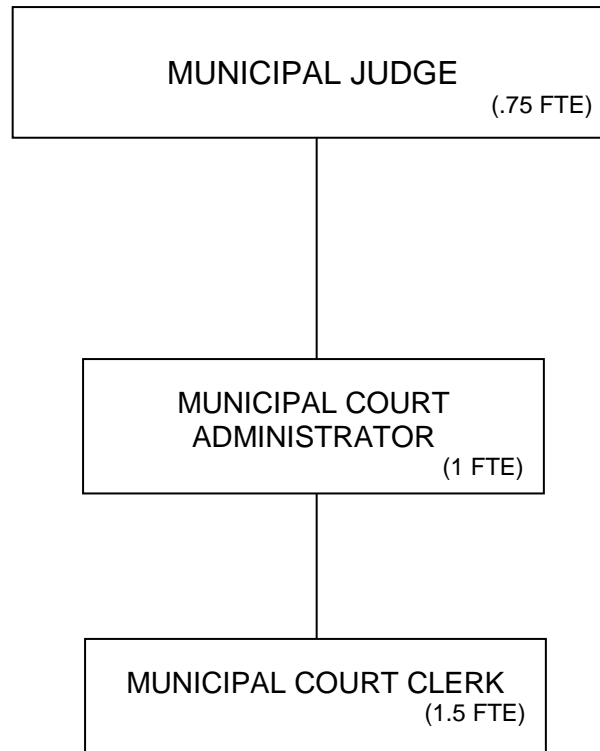 MUNICIPAL JUDGE
(.75 FTE)
MUNICIPAL COURT
ADMINISTRATOR
(1 FTE)
MUNICIPAL COURT CLERK
(1.5 FTE)